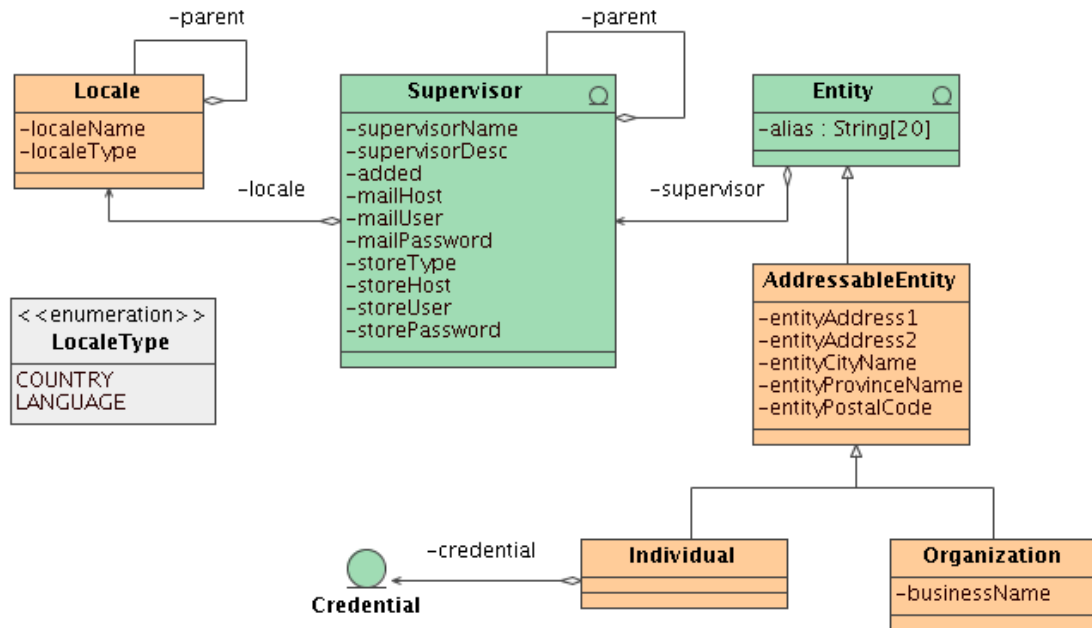 -parent
-parent
Locale
-localeName
-localeType
Supervisor
-supervisorName
-supervisorDesc
-added
-mailHost
-mailUser
-mailPassword
-storeType
-storeHost
-storeUser
-storePassword
Entity
-alias : String[20]
-locale
-supervisor
<<enumeration>>
LocaleType
COUNTRY
LANGUAGE
AddressableEntity
-entityAddress1
-entityAddress2
-entityCityName
-entityProvinceName
-entityPostalCode
-credential
Credential
Individual
Organization
-businessName